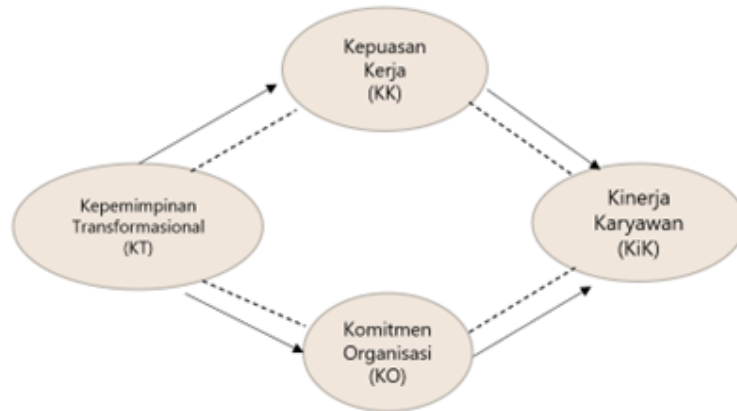 Kepuasan
Kerja
(KK)
Kepemimpinan
Transformasional
(KT)
Kinerja
Karyawan
(KiK)
Komitmen
Organisasi
(KO)